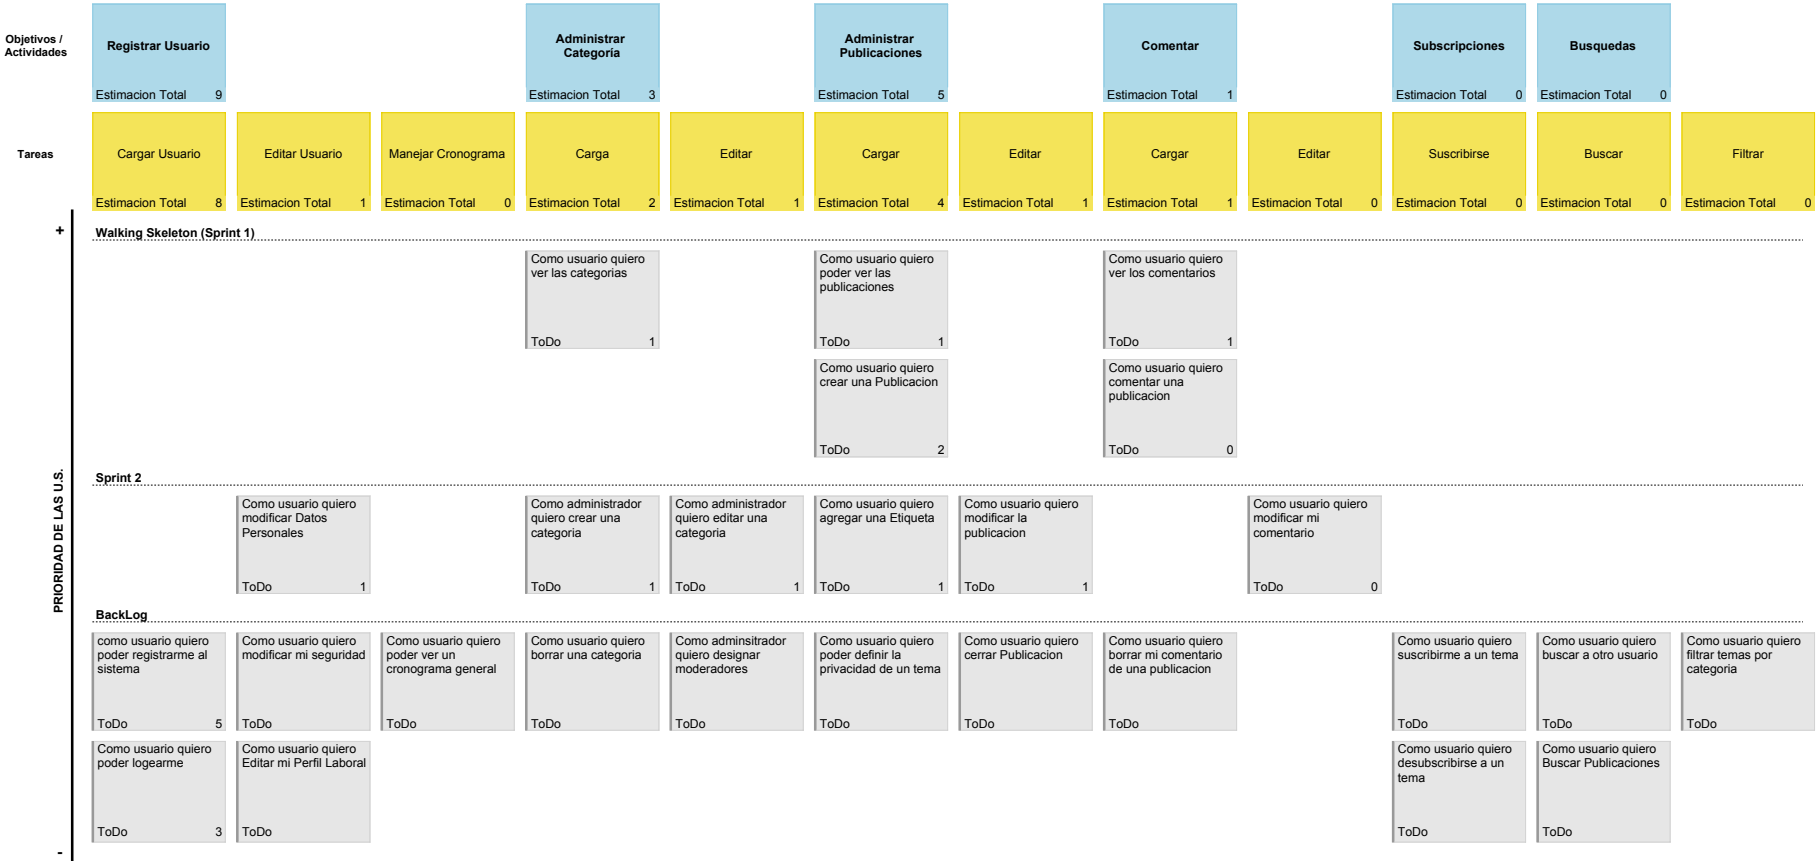 Objetivos /
Actividades
Registrar Usuario
Estimacion Total 9
Administrar
Categoría
Estimacion Total 3
Administrar
Publicaciones
Estimacion Total 5
Comentar
Estimacion Total 1
Subscripciones
Estimacion Total 0
Busquedas
Estimacion Total 0
Tareas
Cargar Usuario
Estimacion Total 8
Editar Usuario
Estimacion Total 1
Manejar Cronograma
Estimacion Total 0
Carga
Estimacion Total 2
Editar
Estimacion Total 1
Cargar
Estimacion Total 4
Editar
Estimacion Total 1
Cargar
Estimacion Total 1
Editar
Estimacion Total 0
Suscribirse
Estimacion Total 0
Buscar
Estimacion Total 0
Filtrar
Estimacion Total 0
+
PRIORIDAD DE LAS U.S.
-
Walking Skeleton (Sprint 1)
Como usuario quiero
ver las categorias
ToDo 1
Como usuario quiero
poder ver las
publicaciones
ToDo 1
Como usuario quiero
ver los comentarios
ToDo 1
Como usuario quiero
crear una Publicacion
ToDo 2
Como usuario quiero
comentar una
publicacion
ToDo 0
Sprint 2
Como usuario quiero
modificar Datos
Personales
ToDo 1
Como administrador
quiero crear una
categoria
ToDo 1
Como administrador
quiero editar una
categoria
ToDo 1
Como usuario quiero
agregar una Etiqueta
ToDo 1
Como usuario quiero
modificar la
publicacion
ToDo 1
Como usuario quiero
modificar mi
comentario
ToDo 0
BackLog
como usuario quiero
poder registrarme al
sistema
ToDo 5
Como usuario quiero
modificar mi seguridad
ToDo
Como usuario quiero
poder ver un
cronograma general
ToDo
Como usuario quiero
borrar una categoria
ToDo
Como adminsitrador
quiero designar
moderadores
ToDo
Como usuario quiero
poder definir la
privacidad de un tema
ToDo
Como usuario quiero
cerrar Publicacion
ToDo
Como usuario quiero
borrar mi comentario
de una publicacion
ToDo
Como usuario quiero
suscribirme a un tema
ToDo
Como usuario quiero
buscar a otro usuario
ToDo
Como usuario quiero
filtrar temas por
categoria
ToDo
Como usuario quiero
poder logearme
ToDo 3
Como usuario quiero
Editar mi Perfil Laboral
ToDo
Como usuario quiero
desubscribirse a un
tema
ToDo
Como usuario quiero
Buscar Publicaciones
ToDo